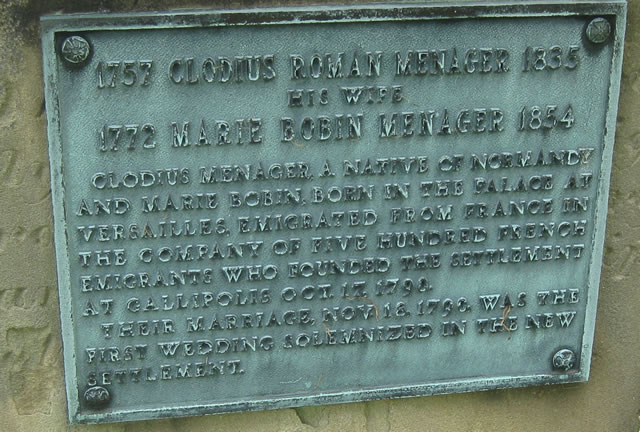 1757 CLODIUS ROMAN MENAGER 1835
HIS WIFE
1772 MARIE BOBIN MENAGER 1854
CLODIUS MENAGER, A NATIVE OF NORMANDY
AND MARIE BOBIN, BORN IN THE PALACE AT
VERSAILLES, EMIGRATED FROM FRANCE IN
THE COMPANY OF FIVE HUNDRED FRENCH
EMIGRANTS WHO FOUNDED THE SETTLEMENT
AT GALLIPOLIS OCT. 17, 1790.
THEIR MARRIAGE, NOV. 18, 1790, WAS THE
FIRST WEDDING SOLEMNIZED IN THE NEW
SETTLEMENT.